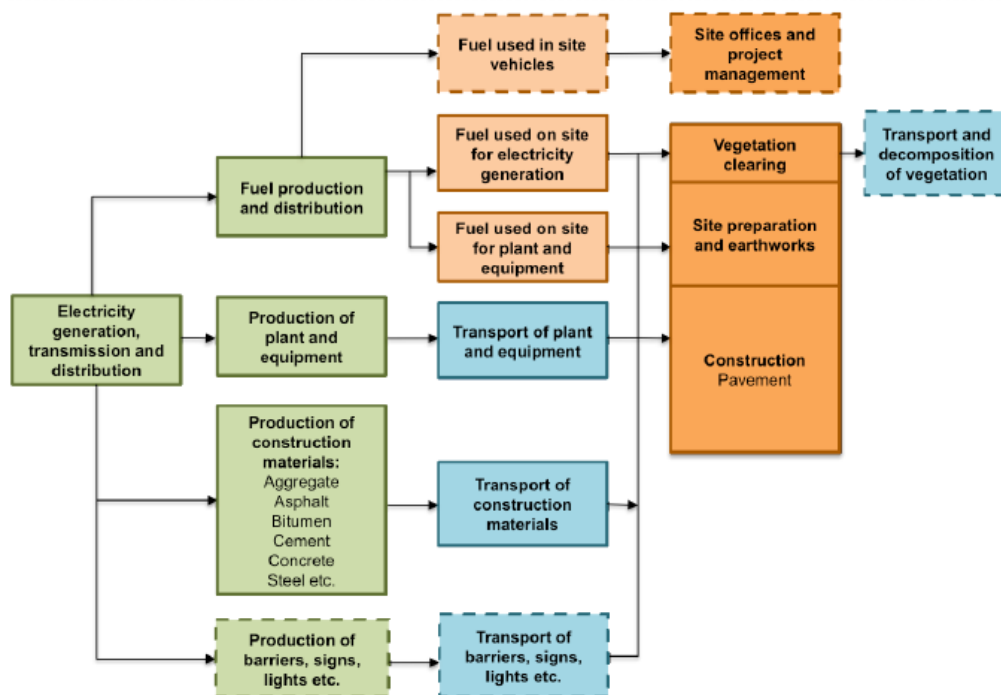 Fuel used in site
vehicles
Site offices and
project
management
Fuel used on site
for electricity
generation
Vegetation
clearing
Transport and
decomposition
of vegetation
Fuel production
and distribution
Fuel used on site
for plant and
equipment
Site preparation
and earthworks
Electricity
generation,
transmission and
distribution
Production of
plant and
equipment
Transport of plant
and equipment
Construction
Pavement
Production of
construction
materials:
Aggregate
Asphalt
Bitumen
Cement
Concrete
Steel etc.
Transport of
construction
materials
Production of
barriers, signs,
lights etc.
Transport of
barriers, signs,
lights etc.